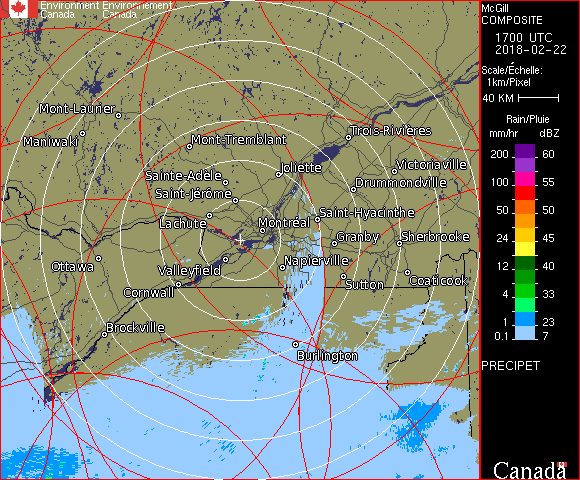 Environment Environnement
Canada Canada
McGill
COMPOSITE
1700 UTC
2018-02-22
Scale/Échelle:
1km/Pixel
40 KM
Rain/Pluie
mm/hr dBZ
200 60
150 57
100 55
50 50
24 45
12 40
4 33
1 23
0.1 7
PRECIPET
Canada
Mont-Laurier
Maniwaki
Mont-Tremblant
Trois-Rivières
Sainte-Adèle
Joliette
Victoriaville
Saint-Jérôme
Drummondville
Lachute
Montréal
Saint-Hyacinthe
Granby
Sherbrooke
Ottawa
Valleyfield
Napierville
Cornwall
Sutton
Coaticook
Brockville
Burlington